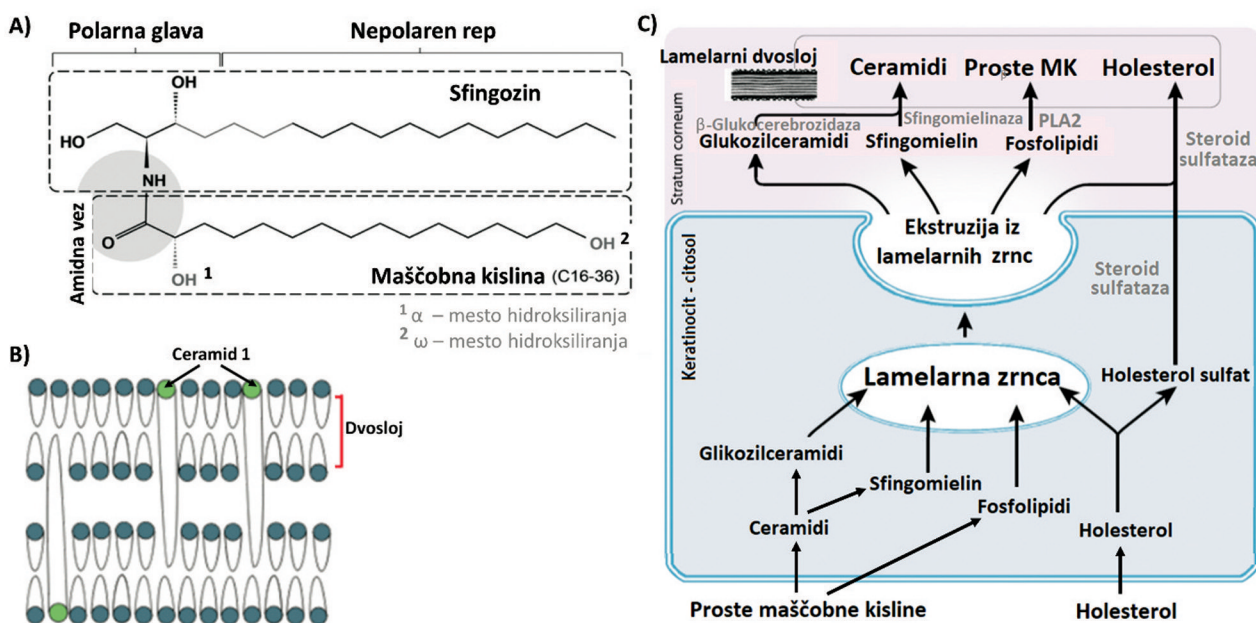 A)
Polarna glava
Nepolaren rep
OH
Sfingozin
HO
NH
Amidna vez
O
OH 1
OH 2
Maščobna kislina (C16-36)
1 α – mesto hidroksiliranja
2 ω – mesto hidroksiliranja
B)
Ceramid 1
Dvosloj
C)
Stratum corneum
Lamelarni dvosloj
Ceramidi
Proste MK
Holesterol
β-Glukocerebrozidaza
Sfingomielinaza
PLA2
Glukozilceramidi
Sfingomielin
Fosfolipidi
Steroid
sulfataza
Ekstruzija iz
lamelarnih zrnc
Keratinocit - citosol
Steroid
sulfataza
Lamelarna zrnca
Holesterol sulfat
Glikozilceramidi
Sfingomielin
Fosfolipidi
Ceramidi
Holesterol
Proste maščobne kisline
Holesterol